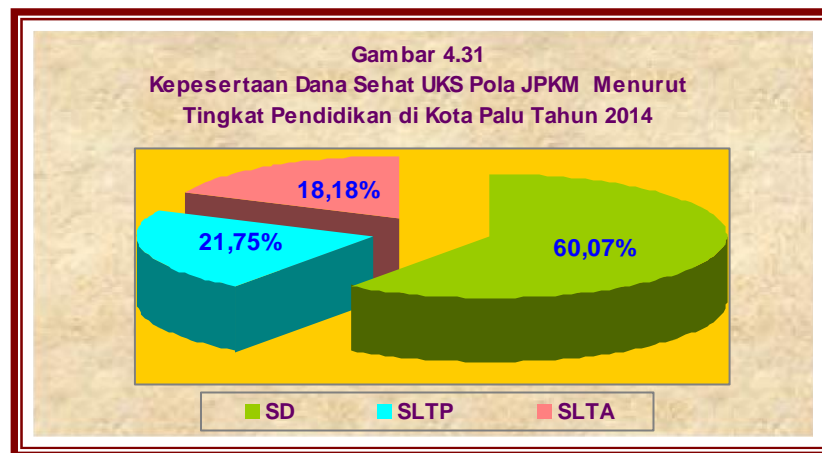 Gambar 4.31
Kepesertaan Dana Sehat UKS Pola JPKM Menurut
Tingkat Pendidikan di Kota Palu Tahun 2014
18,18%
21,75%
60,07%
SD SLTP SLTA